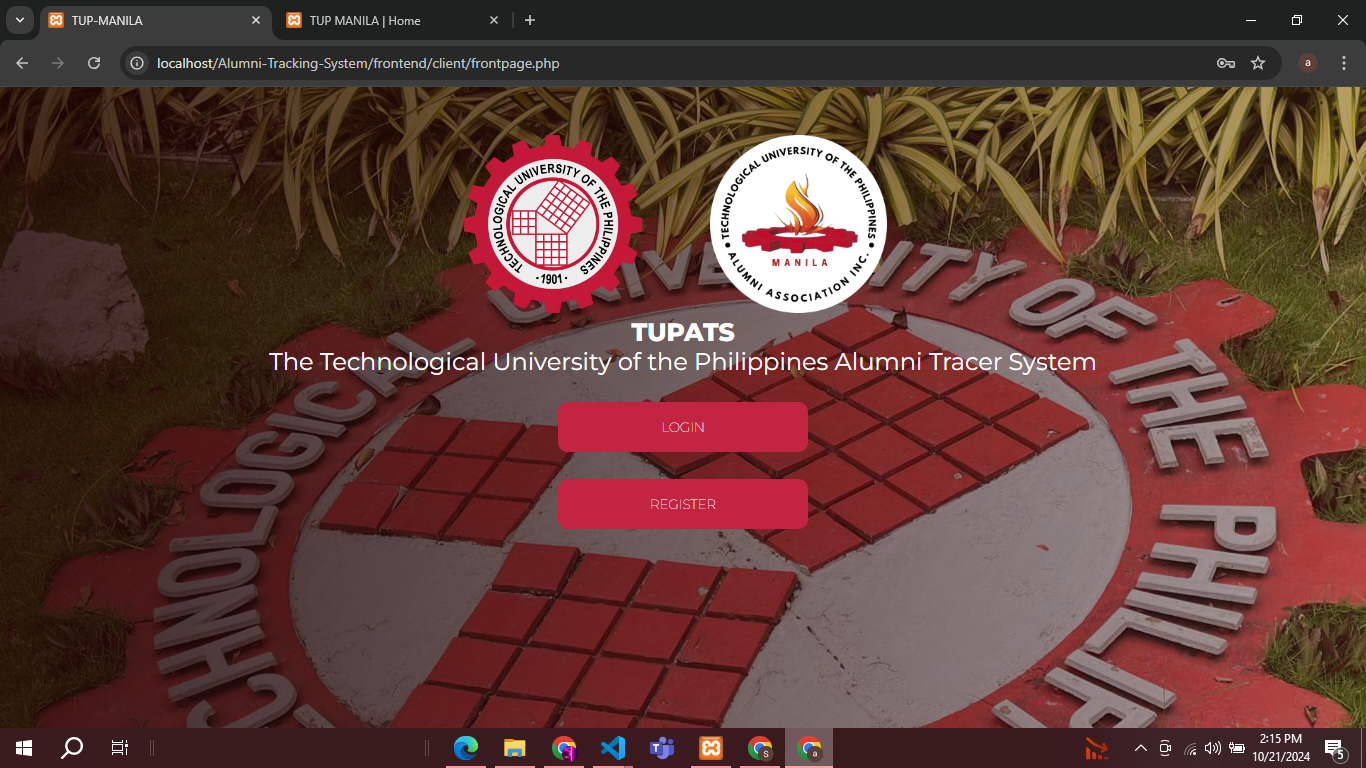 TUP-MANILA
TUP MANILA | Home
localhost/Alumni-Tracking-System/frontend/client/frontpage.php
a
TECHNOLOGICAL UNIVERSITY OF THE PHILIPPINES
· 1901 ·
TECHNOLOGICAL UNIVERSITY OF THE PHILIPPINES
MANILA
• ALUMNI ASSOCIATION INC. •
TUPATS
The Technological University of the Philippines Alumni Tracer System
LOGIN
REGISTER
UNIVERSITY OF THE
S
a
2:15 PM
10/21/2024
5